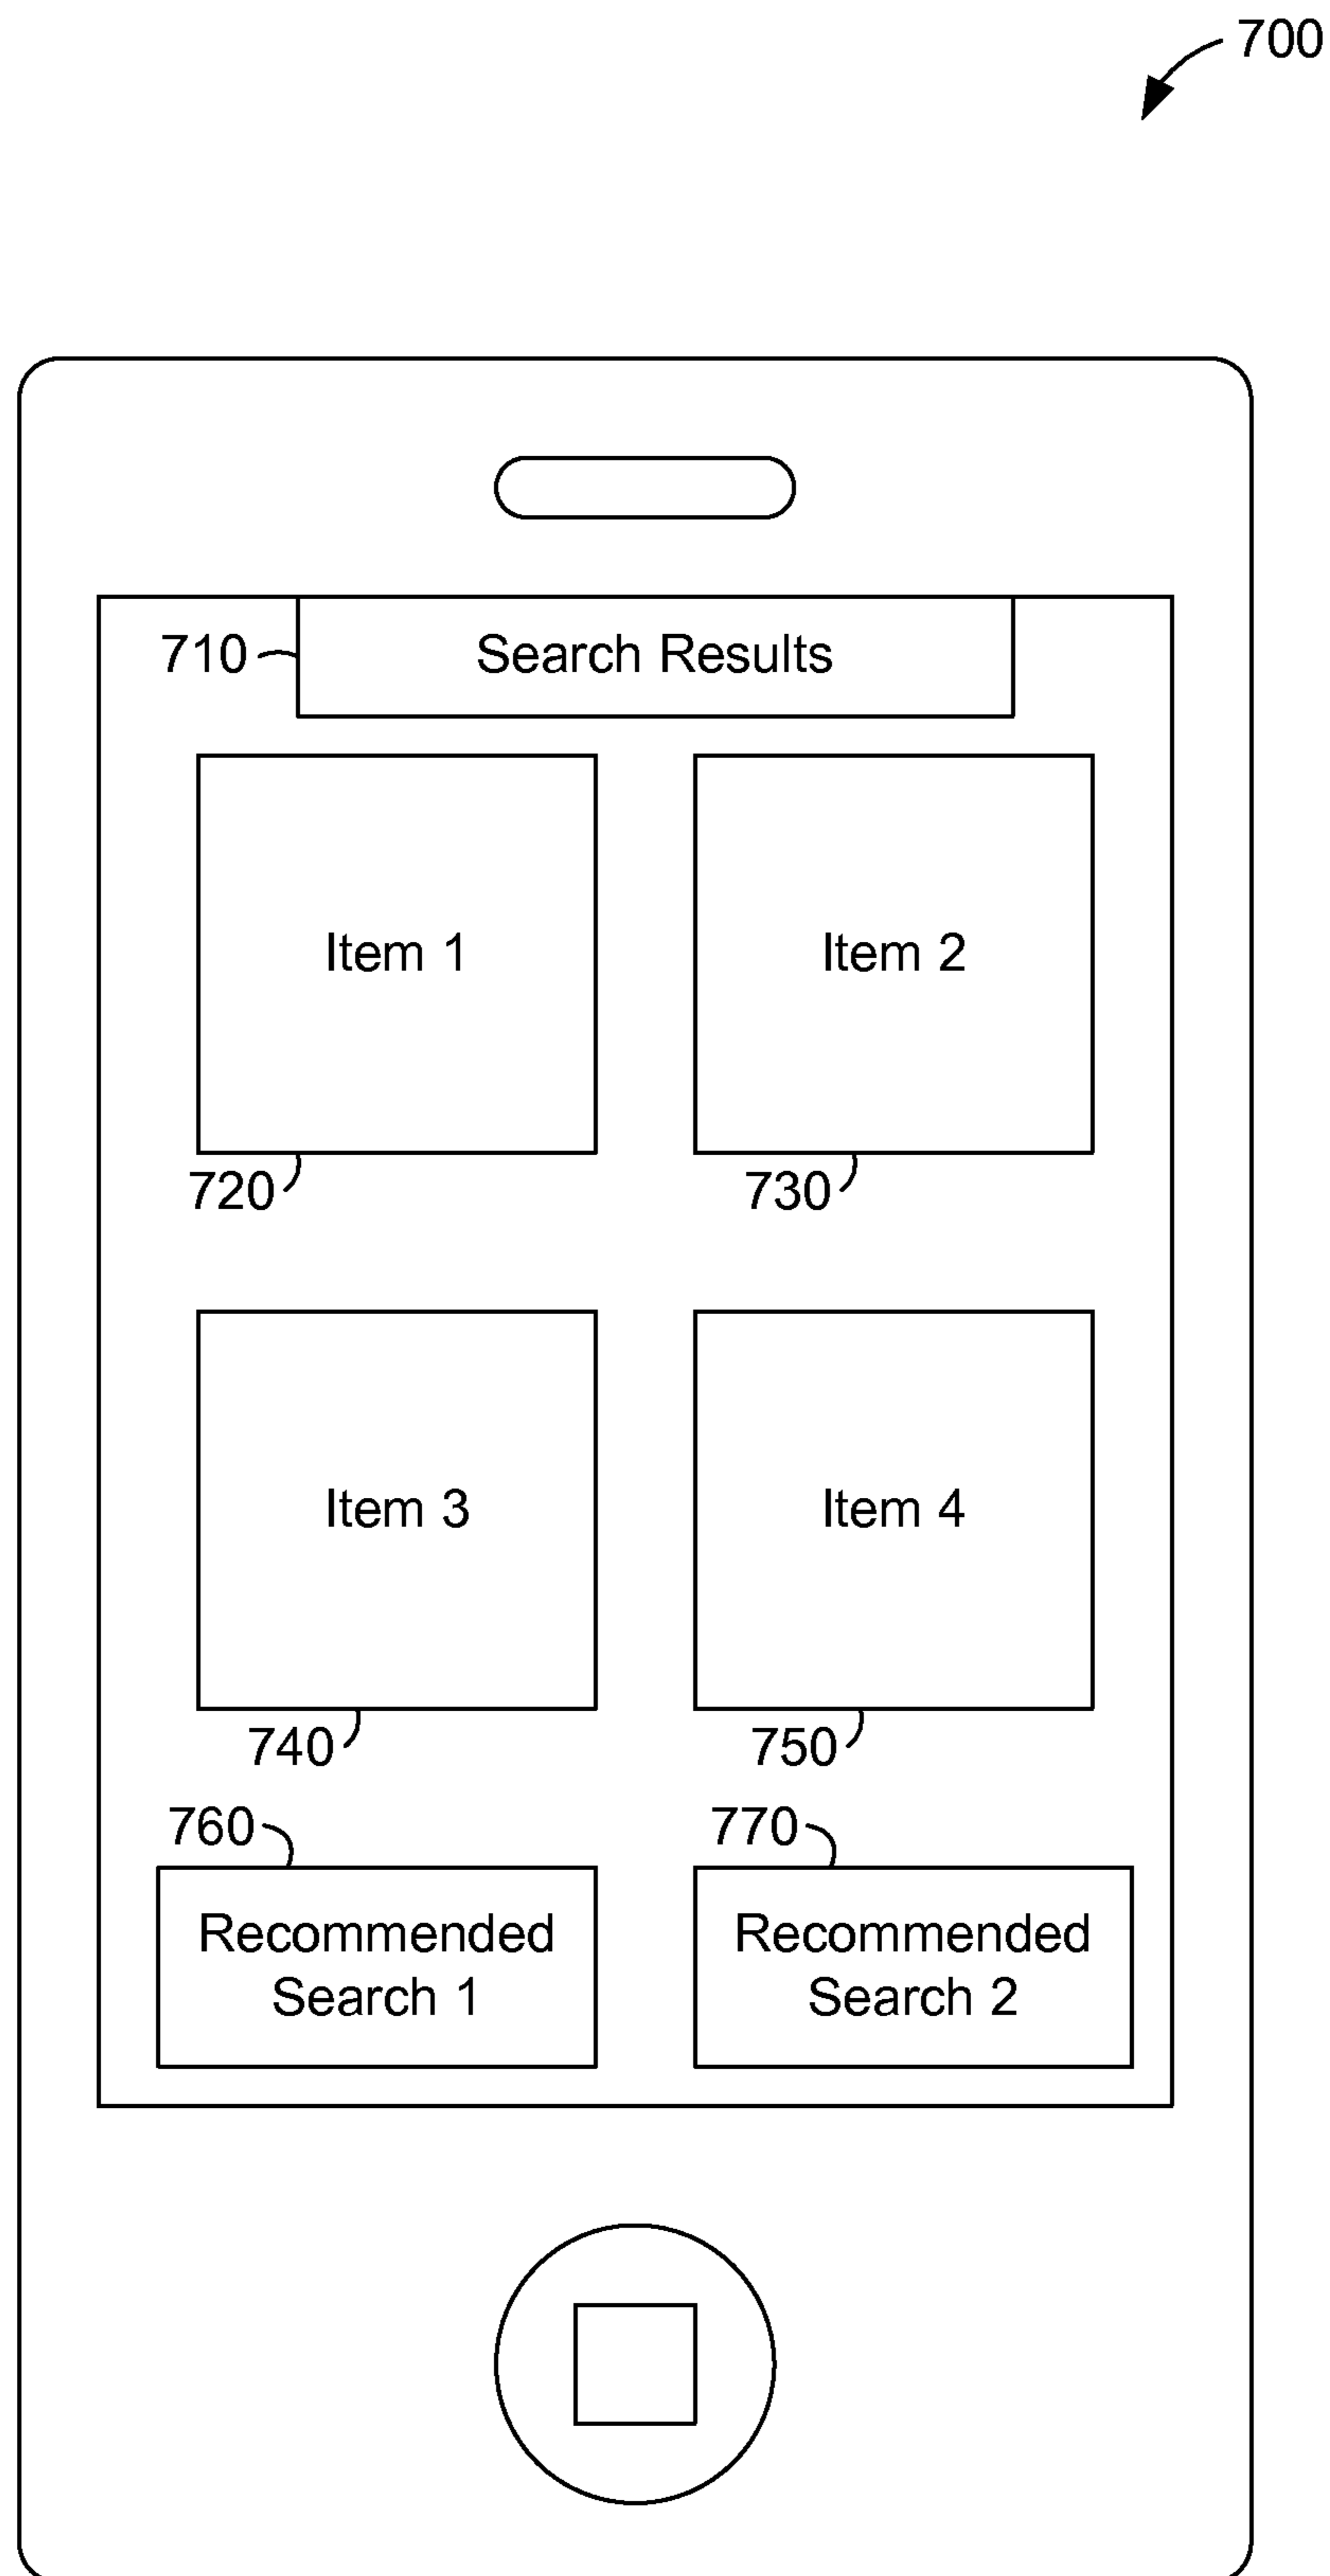 700
710
Search Results
Item 1
Item 2
720
730
Item 3
Item 4
740
750
760
770
Recommended
Search 1
Recommended
Search 2